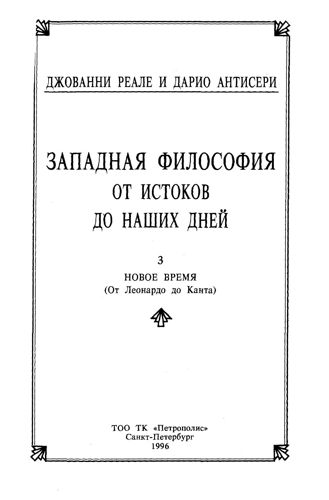 ДЖОВАННИ РЕАЛЕ И ДАРИО АНТИСЕРИ
ЗАПАДНАЯ ФИЛОСОФИЯ
ОТ ИСТОКОВ
ДО НАШИХ ДНЕЙ
3
НОВОЕ ВРЕМЯ
(От Леонардо до Канта)
ТОО ТК «Петрополис»
Санкт-Петербург
1996